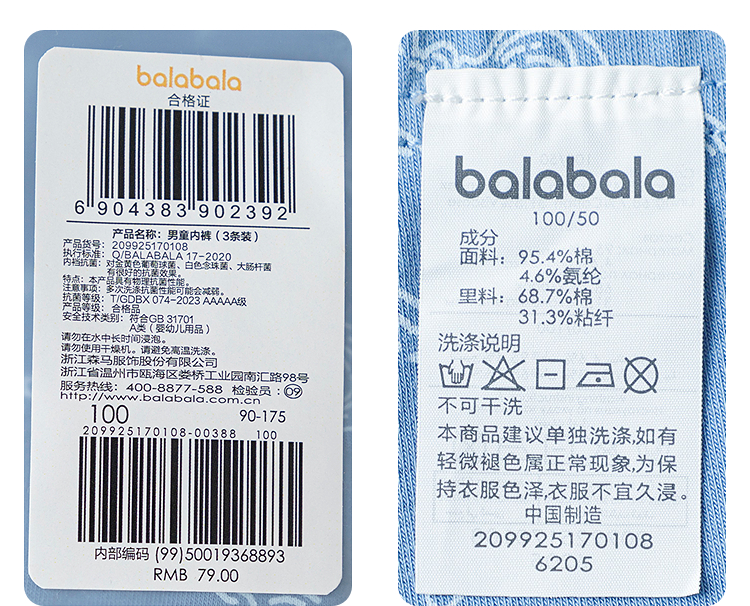 balabala
合格证
6 904383 902392
产品名称: 男童内裤（3条装）
产品货号: 209925170108
执行标准: Q/BALABALA 17-2020
内裆抗菌: 对金黄色葡萄球菌、白色念珠菌、大肠杆菌
有很好的抗菌效果。
特点: 本产品具有物理抗菌性能。
注意事项: 多次洗涤抗菌性能可能会减弱。
抗菌等级: T/GDBX 074-2023 AAAAA级
产品等级: 合格品
安全技术类别: 符合GB 31701
A类（婴幼儿用品）
请勿在水中长时间浸泡。
请勿使用干燥机。请避免高温洗涤。
浙江森马服饰股份有限公司
浙江省温州市瓯海区娄桥工业园南汇路98号
服务热线: 400-8877-588 检验员: 09
http://www.balabala.com.cn
100 90-175
209925170108-00388 100
内部编码 (99)50019368893
RMB 79.00
balabala
100/50
成分
面料: 95.4%棉
4.6%氨纶
里料: 68.7%棉
31.3%粘纤
洗涤说明
不可干洗
本商品建议单独洗涤,如有
轻微褪色属正常现象,为保
持衣服色泽,衣服不宜久浸。
中国制造
209925170108
6205